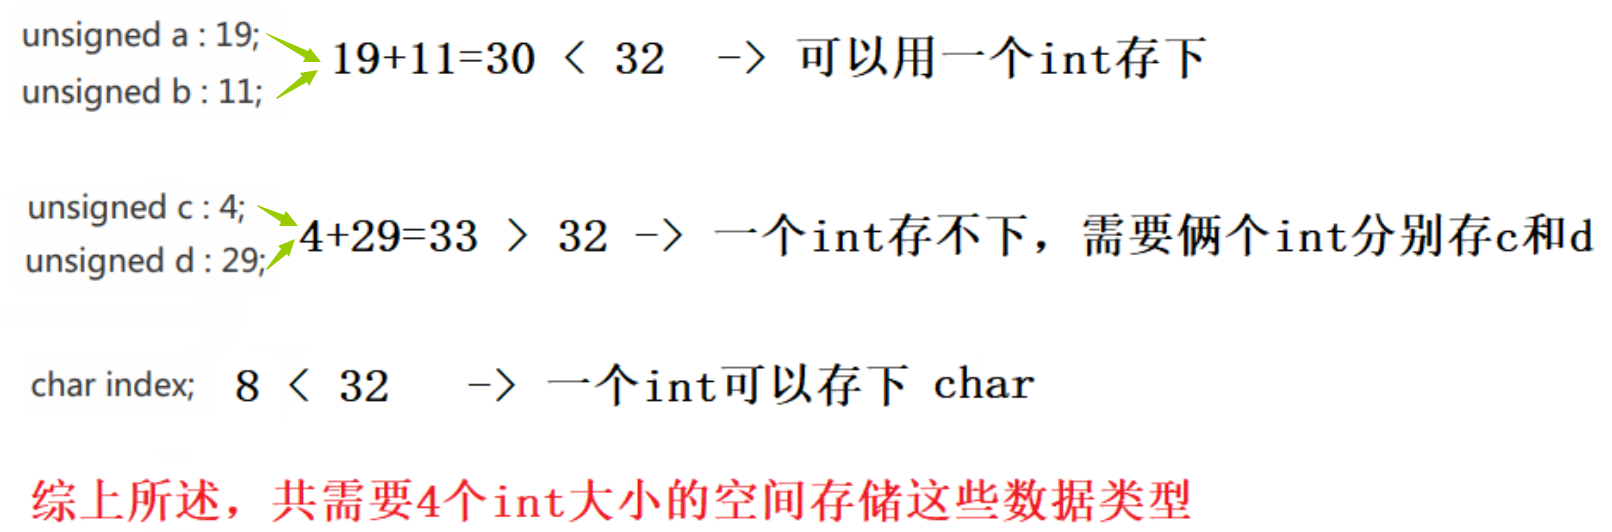 unsigned a : 19;
19+11=30 < 32 -> 可以用一个int存下
unsigned b : 11;
unsigned c : 4;
4+29=33 > 32 -> 一个int存不下，需要俩个int分别存c和d
unsigned d : 29;
char index; 8 < 32 -> 一个int可以存下 char
综上所述，共需要4个int大小的空间存储这些数据类型